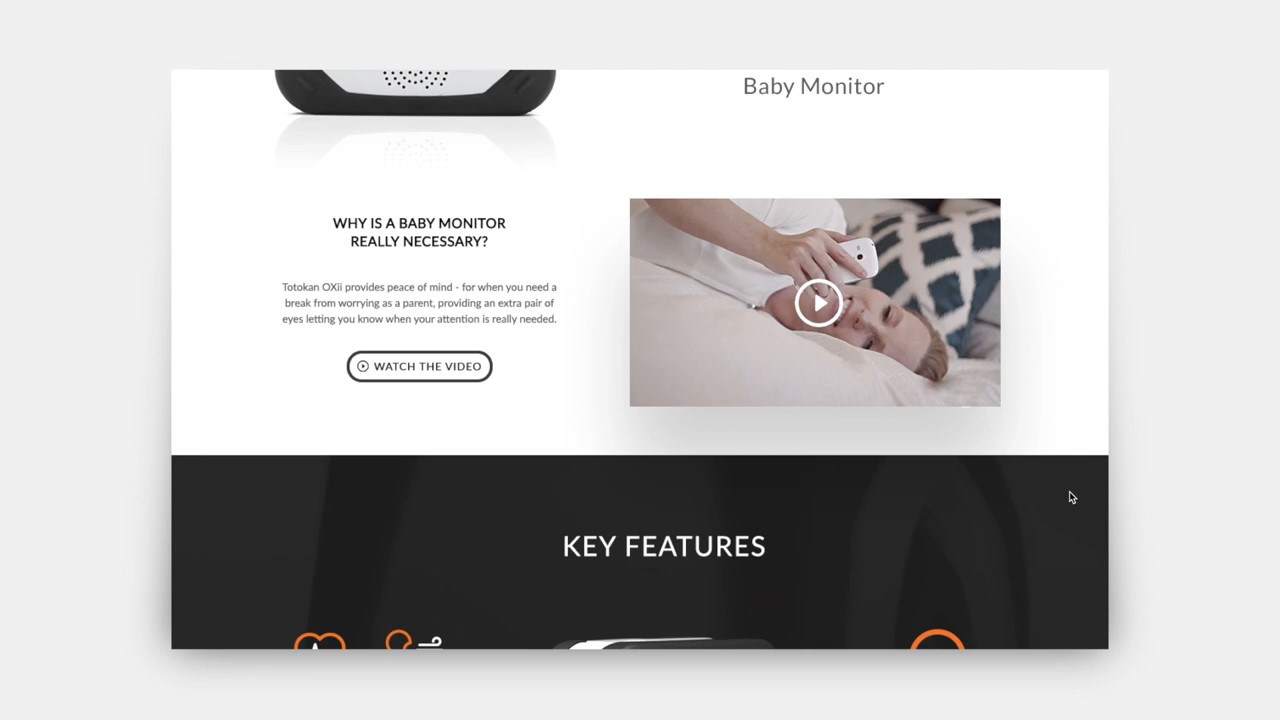 Baby Monitor
WHY IS A BABY MONITOR
REALLY NECESSARY?
Totokan OXii provides peace of mind - for when you need a
break from worrying as a parent, providing an extra pair of
eyes letting you know when your attention is really needed.
WATCH THE VIDEO
KEY FEATURES